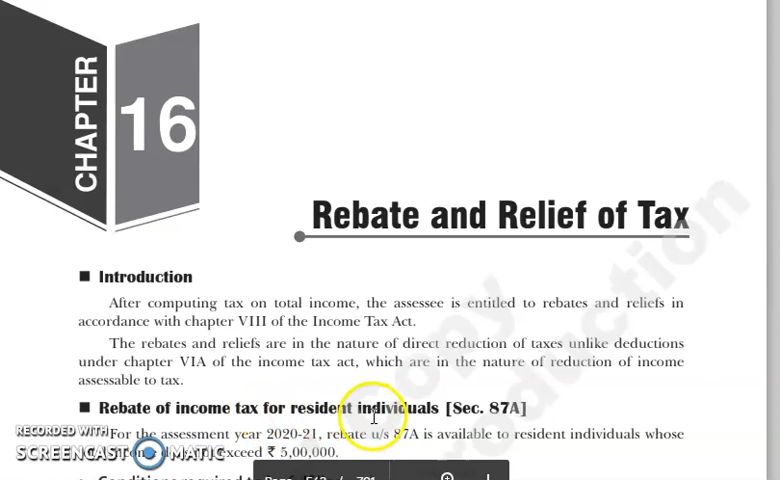 CHAPTER
16
Rebate and Relief of Tax
■ Introduction
After computing tax on total income, the assessee is entitled to rebates and reliefs in
accordance with chapter VIII of the Income Tax Act.
The rebates and reliefs are in the nature of direct reduction of taxes unlike deductions
under chapter VIA of the income tax act, which are in the nature of reduction of income
assessable to tax.
■ Rebate of income tax for resident individuals [Sec. 87A]
For the assessment year 2020-21, rebate u/s 87A is available to resident individuals whose
exceed ₹ 5,00,000.
RECORDED WITH
SCREENCAST MATIC
Page
Copy